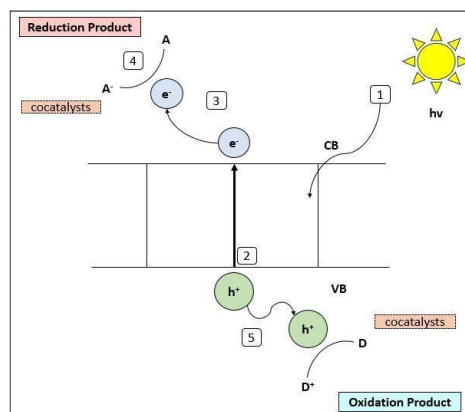 Reduction Product
A
4
A-
e-
3
1
cocatalysts
hv
e-
CB
2
h+
VB
h+
cocatalysts
5
D
D+
Oxidation Product